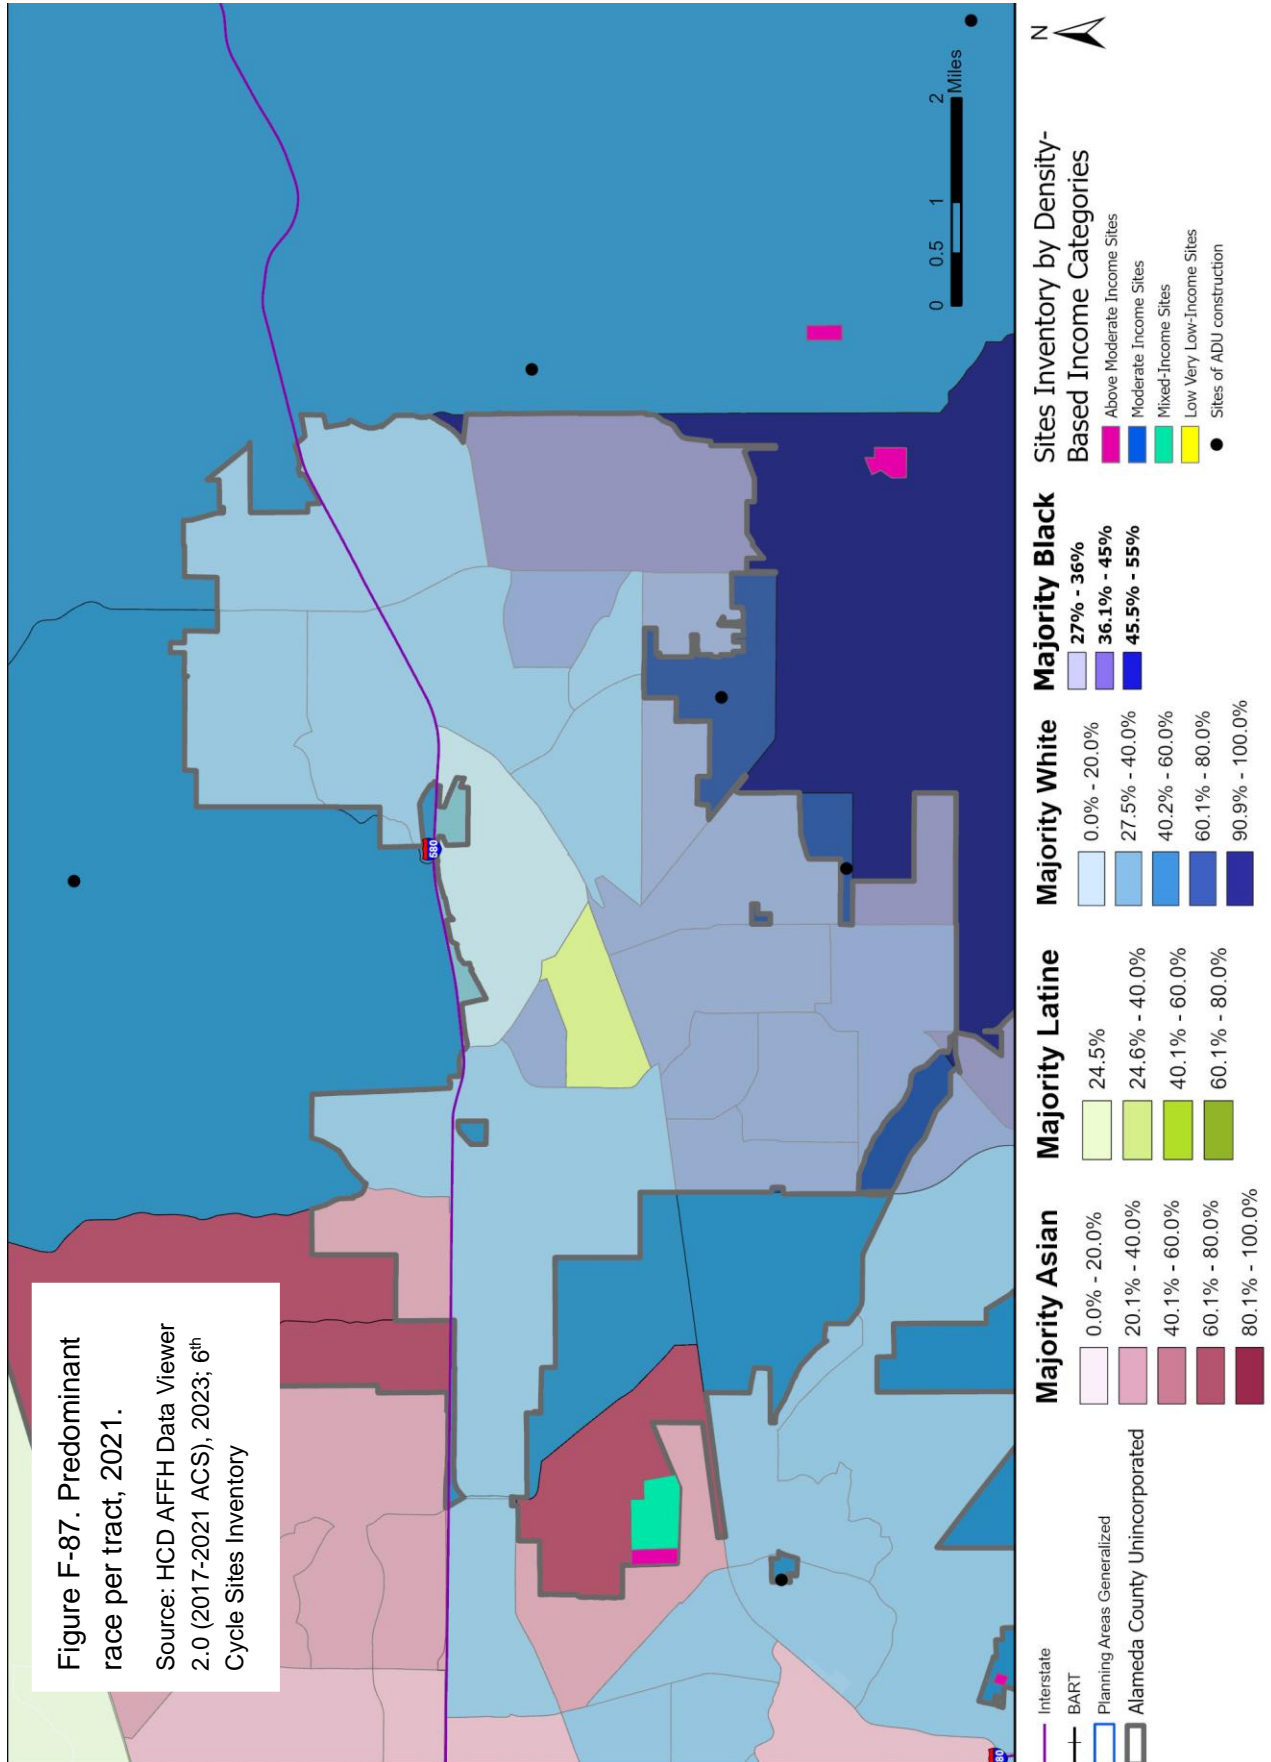 Figure F-87. Predominant
race per tract, 2021.
Source: HCD AFFH Data Viewer
2.0 (2017-2021 ACS), 2023; 6th
Cycle Sites Inventory
680
80
0 0.5 1 2
Miles
N
Interstate
BART
Planning Areas Generalized
Alameda County Unincorporated
Majority Asian
0.0% - 20.0%
20.1% - 40.0%
40.1% - 60.0%
60.1% - 80.0%
80.1% - 100.0%
Majority Latine
24.5%
24.6% - 40.0%
40.1% - 60.0%
60.1% - 80.0%
Majority White
0.0% - 20.0%
27.5% - 40.0%
40.2% - 60.0%
60.1% - 80.0%
90.9% - 100.0%
Majority Black
27% - 36%
36.1% - 45%
45.5% - 55%
Sites Inventory by Density-
Based Income Categories
Above Moderate Income Sites
Moderate Income Sites
Mixed-Income Sites
Low Very Low-Income Sites
Sites of ADU construction